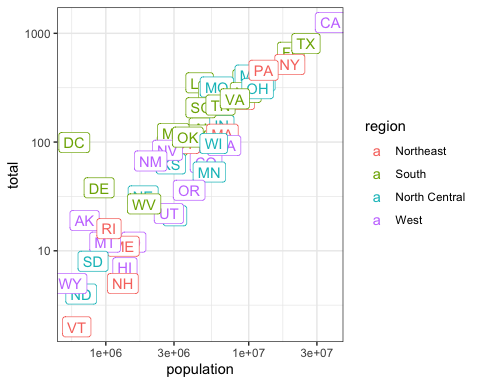 CA
1000
TX
NY
PA
OH
VA
WI
100
DC
OK
NV
NM
MN
DE
OR
WV
UT
AK
RI
MT
ME
10
SD
HI
WY
ND
NH
VT
1e+06 3e+06 1e+07 3e+07
population
total
region
a Northeast
a South
a North Central
a West